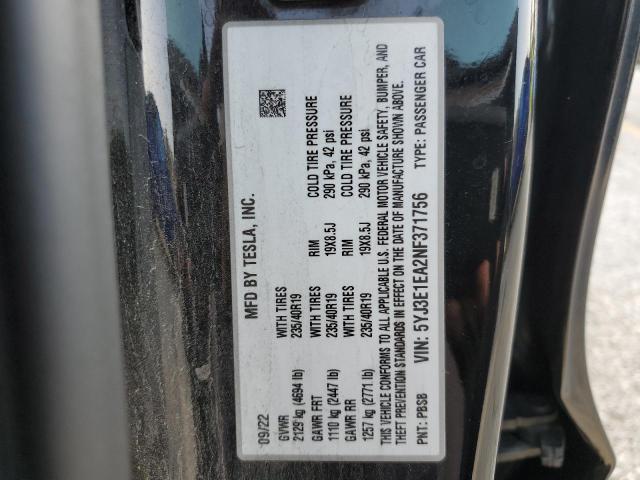 MFD BY TESLA, INC.
09/22
GVWR WITH TIRES RIM COLD TIRE PRESSURE
2129 kg (4694 lb) 235/40R19 19X8.5J 290 kPa, 42 psi
GAWR FRT WITH TIRES RIM COLD TIRE PRESSURE
1110 kg (2447 lb) 235/40R19 19X8.5J 290 kPa, 42 psi
GAWR RR
1257 kg (2771 lb) 235/40R19
THIS VEHICLE CONFORMS TO ALL APPLICABLE U.S. FEDERAL MOTOR VEHICLE SAFETY, BUMPER, AND
THEFT PREVENTION STANDARDS IN EFFECT ON THE DATE OF MANUFACTURE SHOWN ABOVE.
VIN: 5YJ3E1EA2NF371756
PNT: PBSB TYPE: PASSENGER CAR